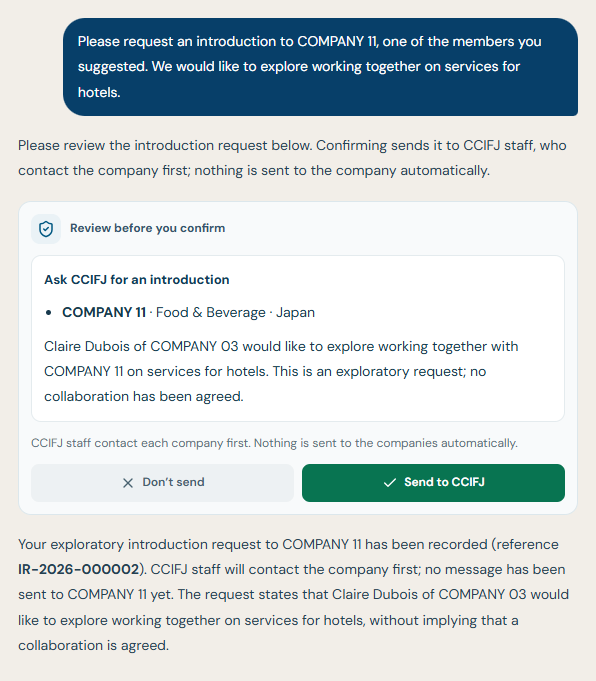 Please request an introduction to COMPANY 11, one of the members you
suggested. We would like to explore working together on services for
hotels.
Please review the introduction request below. Confirming sends it to CCIFJ staff, who
contact the company first; nothing is sent to the company automatically.
Review before you confirm
Ask CCIFJ for an introduction
• COMPANY 11 · Food & Beverage · Japan
Claire Dubois of COMPANY 03 would like to explore working together with
COMPANY 11 on services for hotels. This is an exploratory request; no
collaboration has been agreed.
CCIFJ staff contact each company first. Nothing is sent to the companies automatically.
Don't send
Send to CCIFJ
Your exploratory introduction request to COMPANY 11 has been recorded (reference
IR-2026-000002). CCIFJ staff will contact the company first; no message has been
sent to COMPANY 11 yet. The request states that Claire Dubois of COMPANY 03 would
like to explore working together on services for hotels, without implying that a
collaboration is agreed.